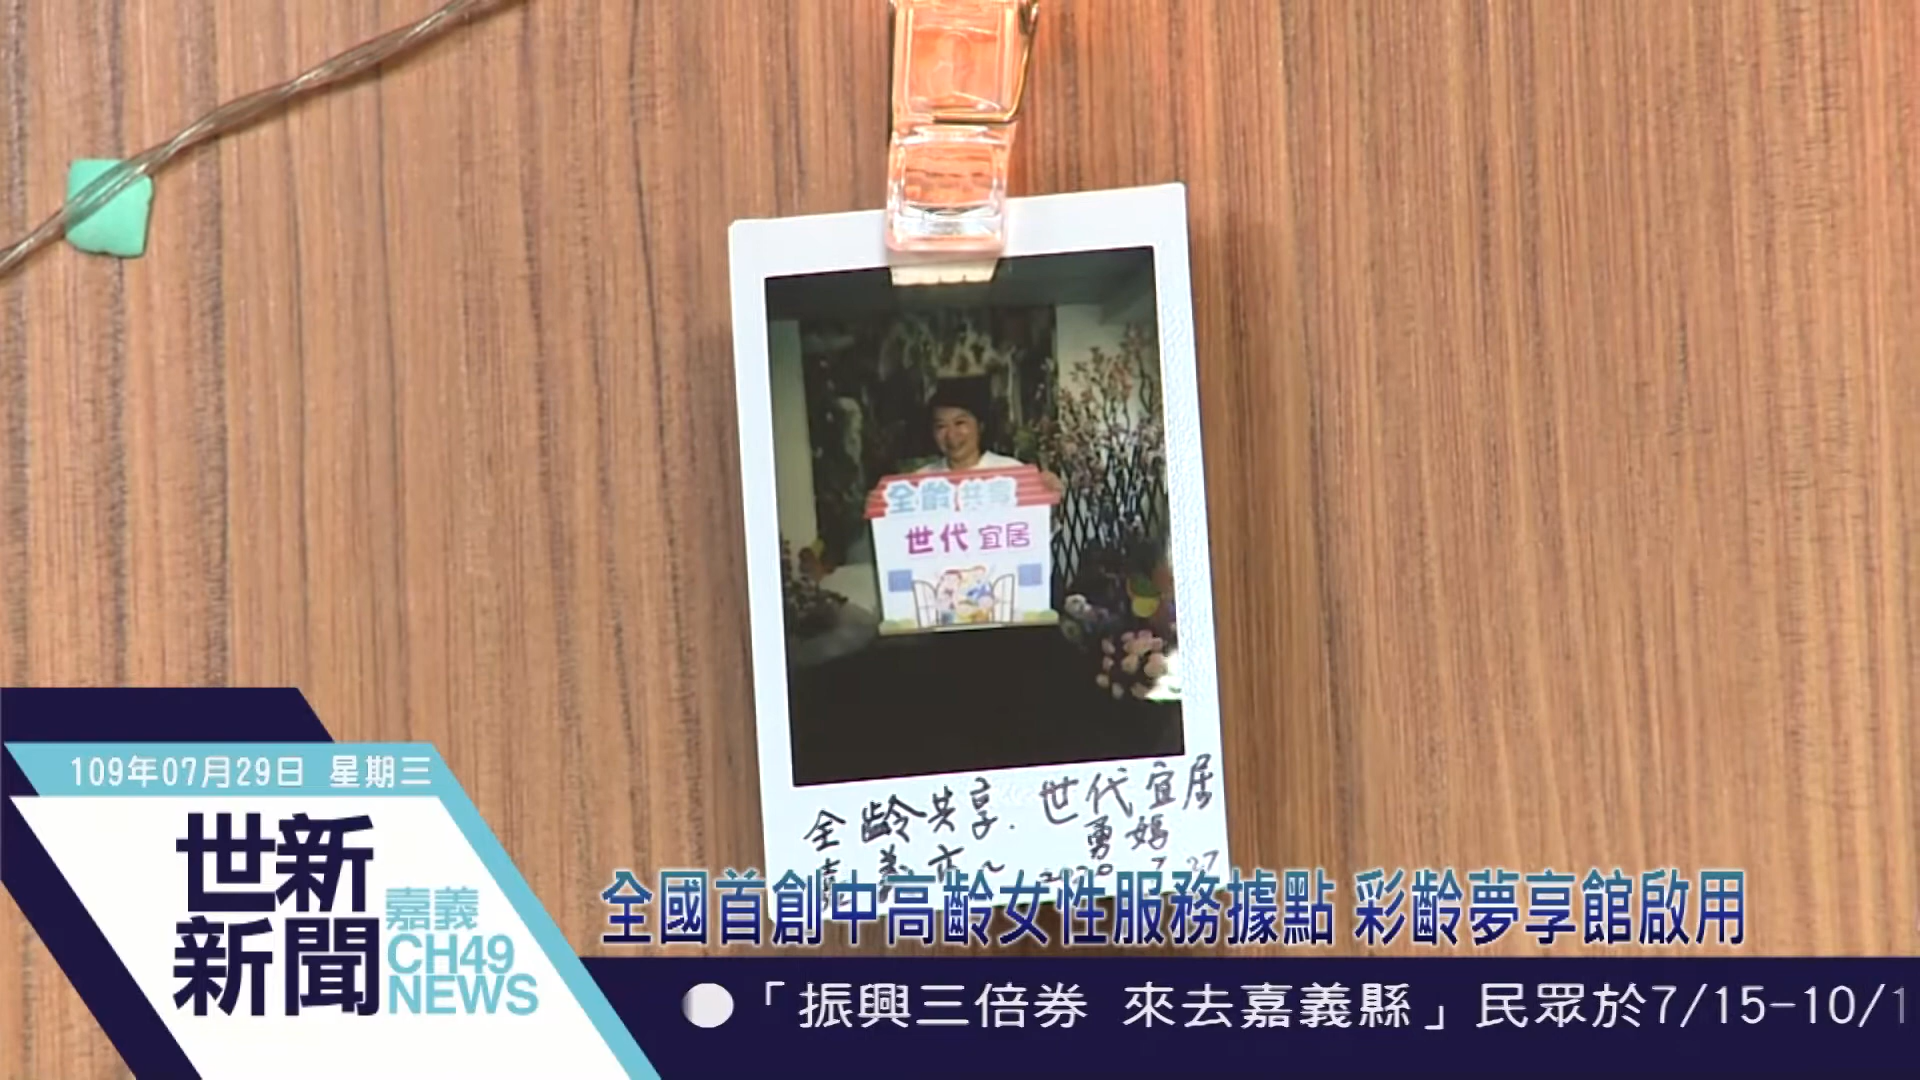 全齡共享
世代宜居
全齡共享.世代宜居
勇媽
109年07月29日 星期三
世新
新聞
嘉義
CH49
NEWS
全國首創中高齡女性服務據點 彩齡夢享館啟用
●「振興三倍券 來去嘉義縣」民眾於7/15-10/1